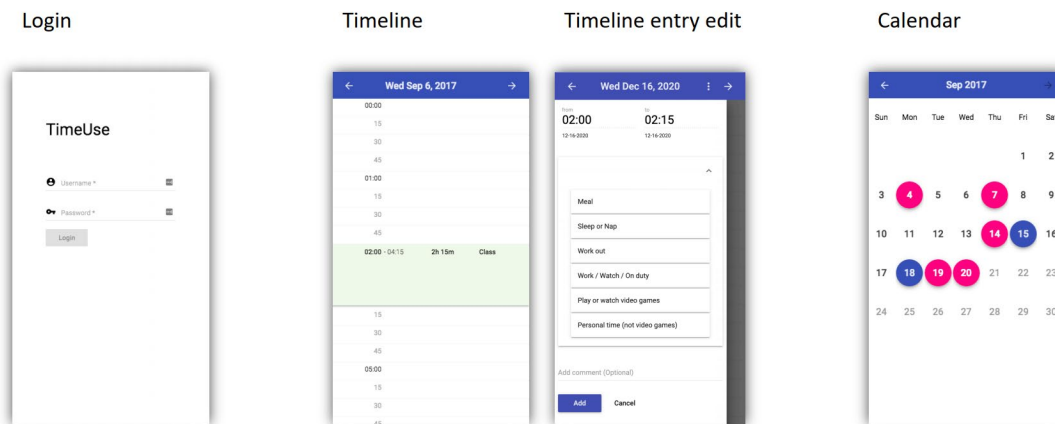 Login
Timeline
Timeline entry edit
Calendar
TimeUse
Username *
Password *
Login
Wed Sep 6, 2017
00:00
15
30
45
01:00
15
30
45
02:00 - 04:15 2h 15m Class
15
30
45
05:00
15
30
45
Wed Dec 16, 2020
from to
02:00 02:15
12-16-2020 12-16-2020
Meal
Sleep or Nap
Work out
Work / Watch / On duty
Play or watch video games
Personal time (not video games)
Add comment (Optional)
Add Cancel
Sep 2017
Sun Mon Tue Wed Thu Fri Sat
1 2
3 4 5 6 7 8 9
10 11 12 13 14 15 16
17 18 19 20 21 22 23
24 25 26 27 28 29 30